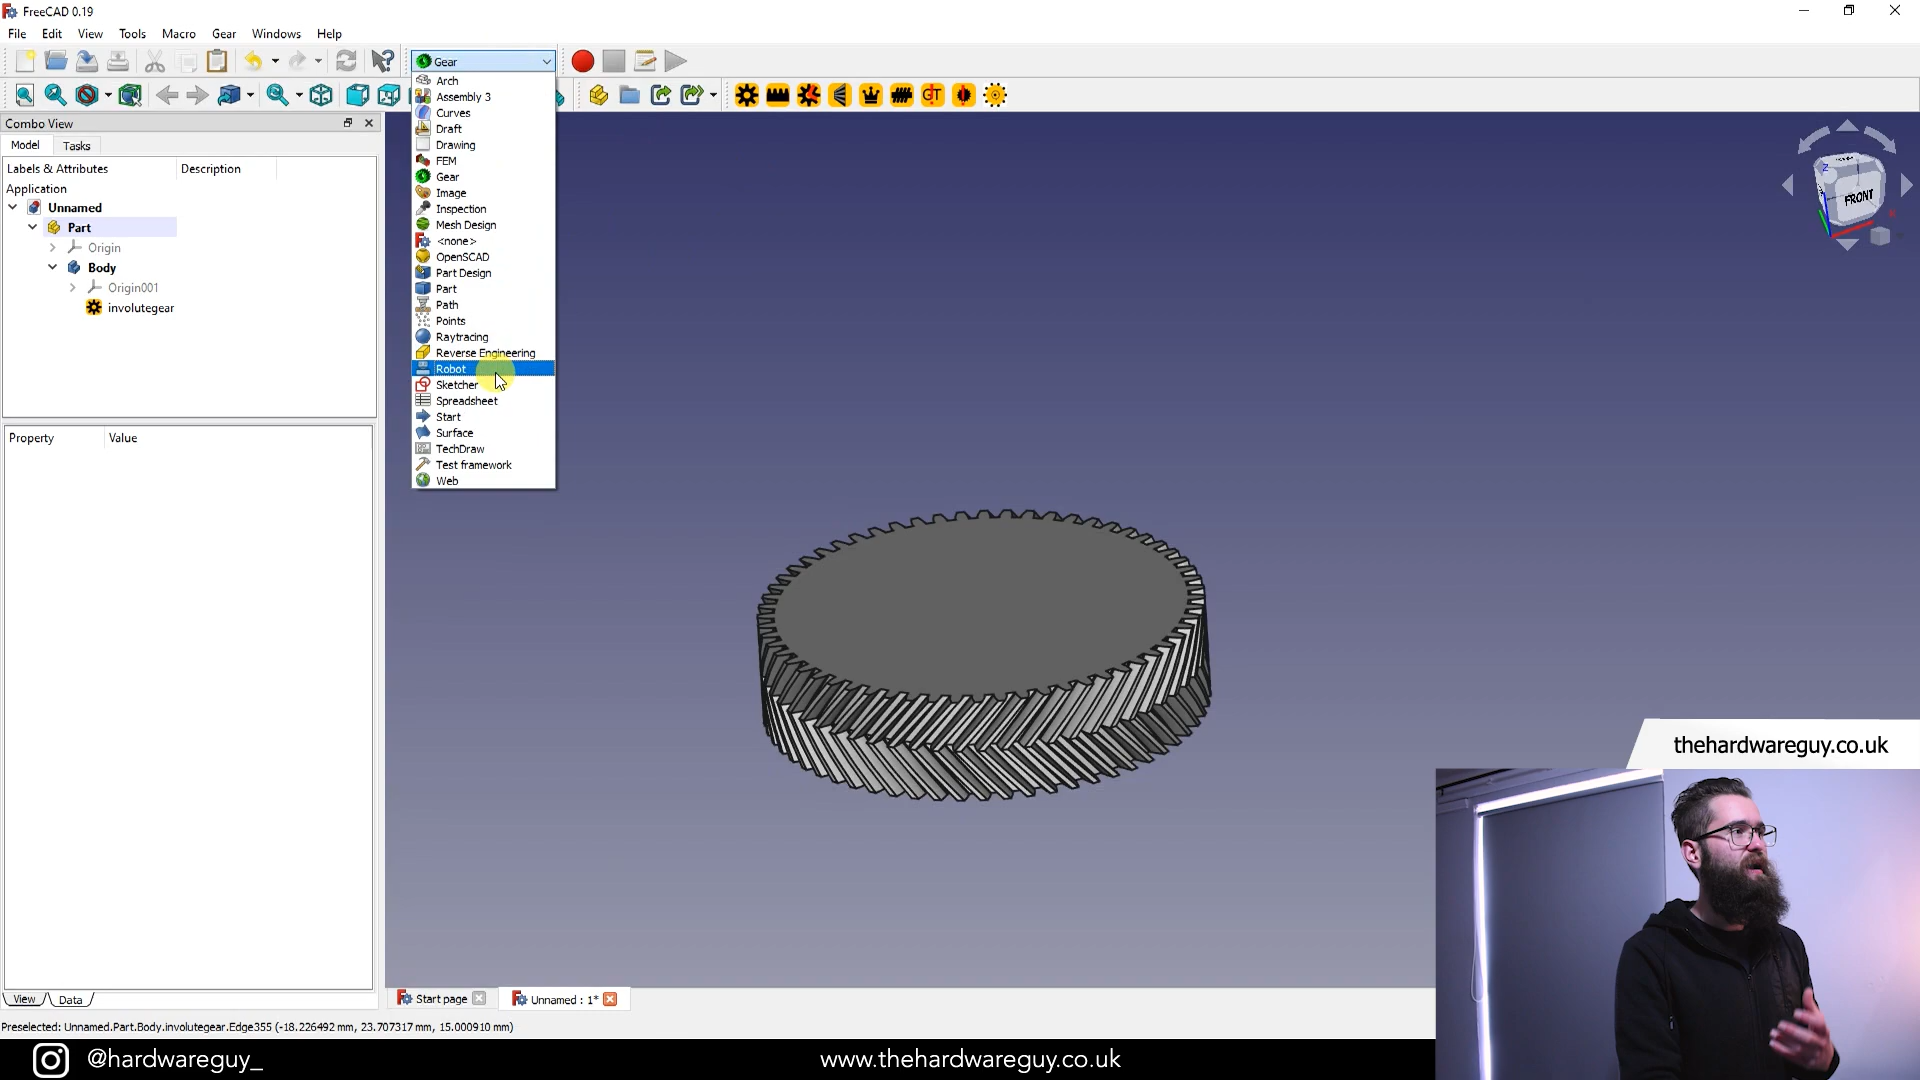 FreeCAD 0.19
File Edit View Tools Macro Gear Windows Help
Gear
Arch
Assembly 3
Curves
Draft
Drawing
FEM
Gear
Image
Inspection
Mesh Design
<none>
OpenSCAD
Part Design
Part
Path
Points
Raytracing
Reverse Engineering
Robot
Sketcher
Spreadsheet
Start
Surface
TechDraw
Test framework
Web
GT
Combo View
Model Tasks
Labels & Attributes Description
Application
Unnamed
Part
Origin
Body
Origin001
involutegear
Property Value
Z
FRONT
View Data
Start page Unnamed : 1*
Preselected: Unnamed.Part.Body.involutegear.Edge355 (-18.226492 mm, 23.707317 mm, 15.000910 mm)
thehardwareguy.co.uk
@hardwareguy_
www.thehardwareguy.co.uk